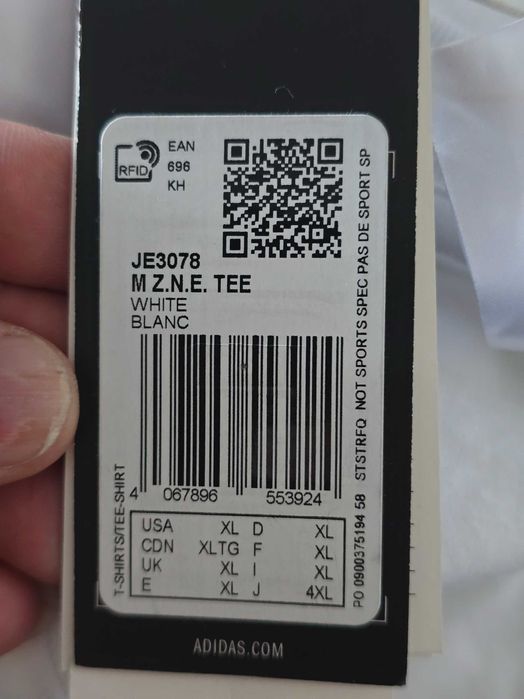 RFID
EAN
696
KH
JE3078
M Z.N.E. TEE
WHITE
BLANC
4 067896 553924
USA XL D XL
CDN XLTG F XL
UK XL I XL
E XL J 4XL
T-SHIRTS/TEE-SHIRT
PO 0900375194 58 STSTRFQ NOT SPORTS SPEC PAS DE SPORT SP
ADIDAS.COM